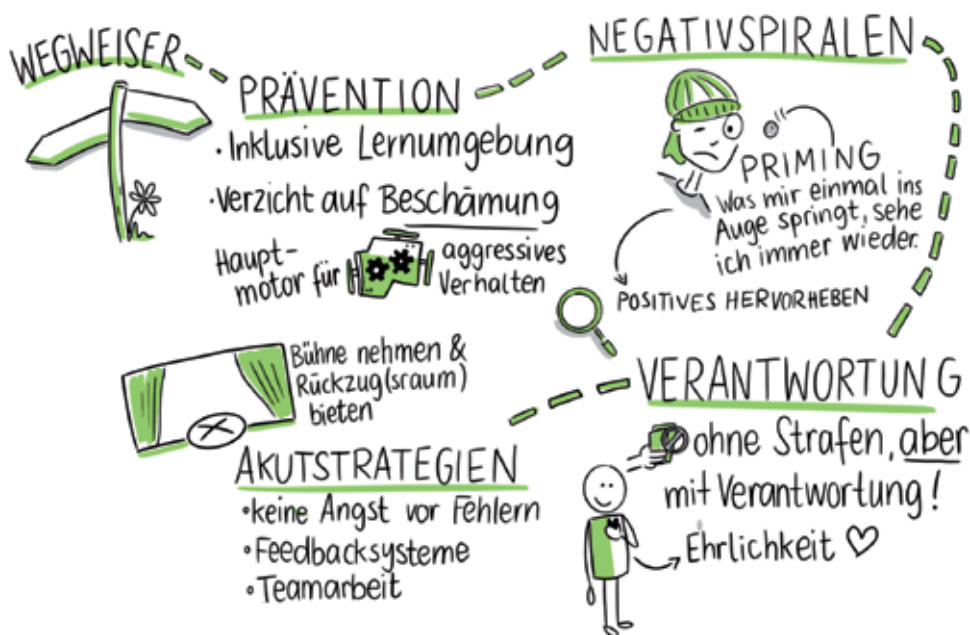 WEGWEISER
PRÄVENTION
• Inklusive Lernumgebung
• Verzicht auf Beschämung
Haupt-
motor für aggressives
Verhalten
NEGATIVSPIRALEN
PRIMING
Was mir einmal ins
Auge springt, sehe
ich immer wieder.
POSITIVES HERVORHEBEN
VERANTWORTUNG
ohne Strafen, aber
mit Verantwortung!
Ehrlichkeit ♡
Bühne nehmen &
Rückzug(sraum)
bieten
AKUTSTRATEGIEN
• keine Angst vor Fehlern
• Feedbacksysteme
• Teamarbeit